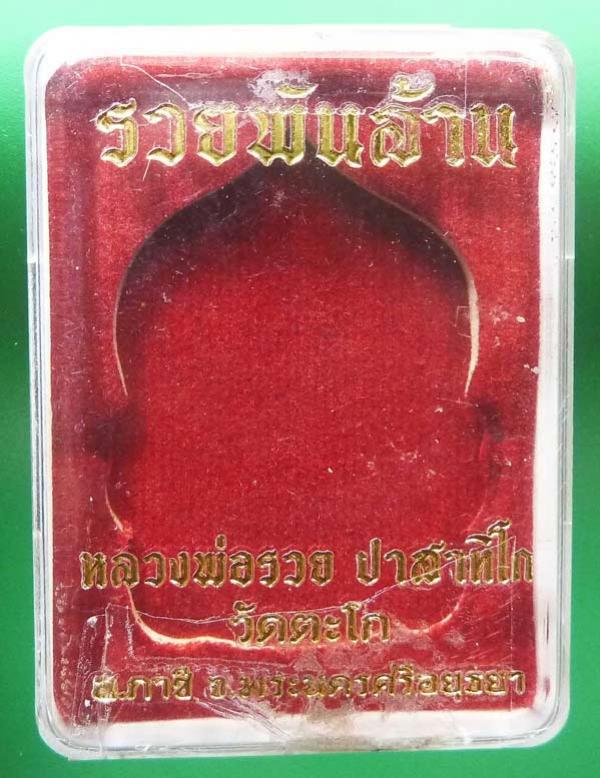 รวยพันล้าน
หลวงพ่อรวย ปาสาทิโก
วัดตะโก
อ.ภาชี จ.พระนครศรีอยุธยา